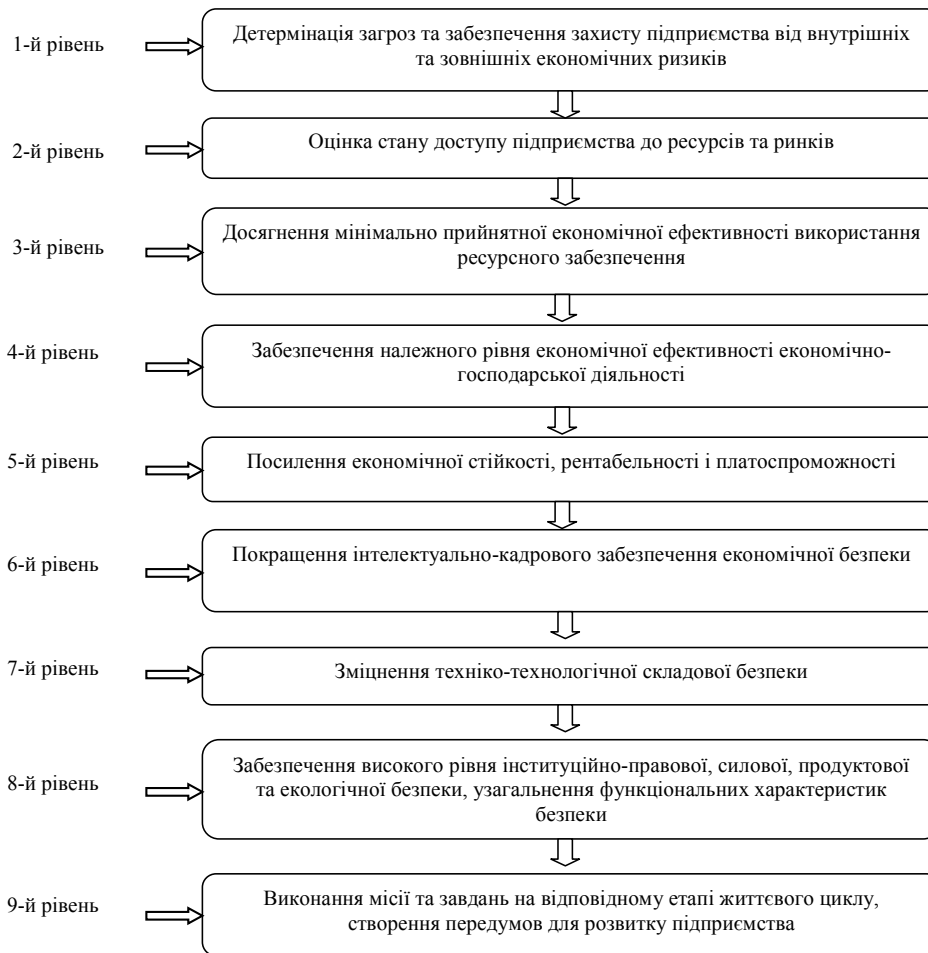 1-й рівень
Детермінація загроз та забезпечення захисту підприємства від внутрішніх
та зовнішніх економічних ризиків
2-й рівень
Оцінка стану доступу підприємства до ресурсів та ринків
3-й рівень
Досягнення мінімально прийнятної економічної ефективності використання
ресурсного забезпечення
4-й рівень
Забезпечення належного рівня економічної ефективності економічно-
господарської діяльності
5-й рівень
Посилення економічної стійкості, рентабельності і платоспроможності
6-й рівень
Покращення інтелектуально-кадрового забезпечення економічної безпеки
7-й рівень
Зміцнення техніко-технологічної складової безпеки
8-й рівень
Забезпечення високого рівня інституційно-правової, силової, продуктової
та екологічної безпеки, узагальнення функціональних характеристик
безпеки
9-й рівень
Виконання місії та завдань на відповідному етапі життєвого циклу,
створення передумов для розвитку підприємства